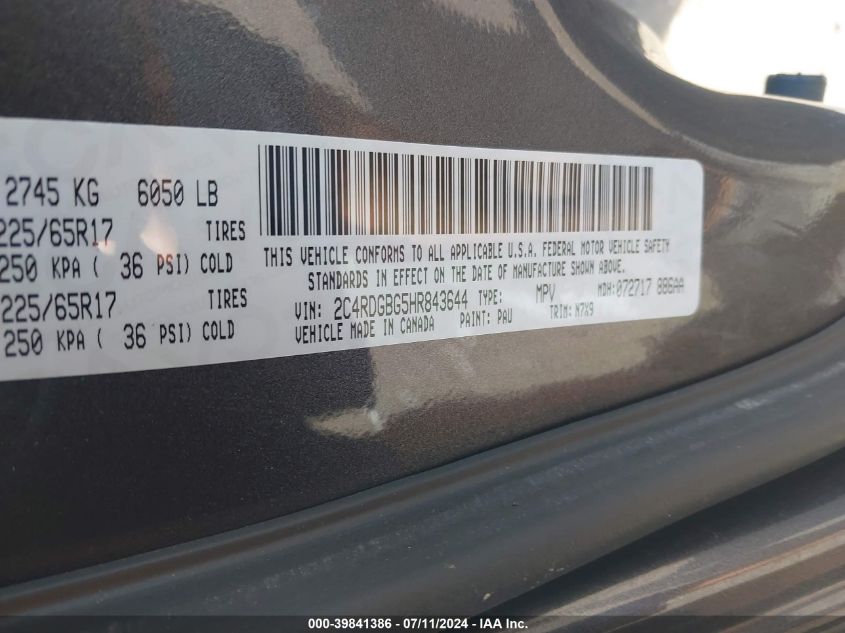 2745 KG 6050 LB
225/65R17 TIRES
250 KPA ( 36 PSI) COLD
225/65R17 TIRES
250 KPA ( 36 PSI) COLD
THIS VEHICLE CONFORMS TO ALL APPLICABLE U.S.A. FEDERAL MOTOR VEHICLE SAFETY
STANDARDS IN EFFECT ON THE DATE OF MANUFACTURE SHOWN ABOVE.
VIN: 2C4RDGBG5HR843644 TYPE: MPV MDH: 072717 886AA
VEHICLE MADE IN CANADA PAINT: PAU TRIM: N7X9
000-39841386 / 07/11/2024 - IAA Inc.